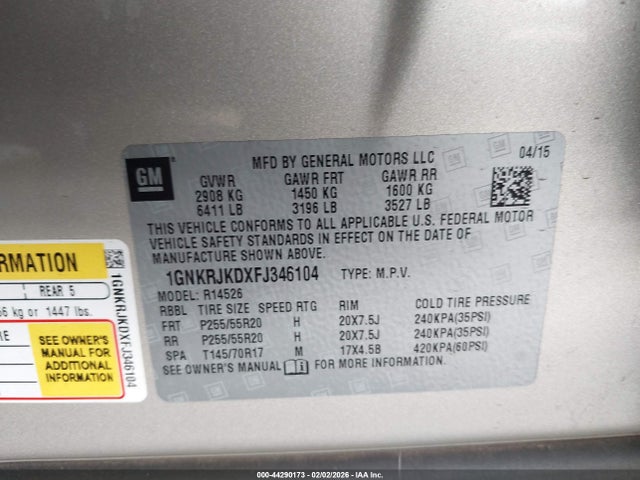 GM
MFD BY GENERAL MOTORS LLC 04/15
GVWR GAWR FRT GAWR RR
2908 KG 1450 KG 1600 KG
6411 LB 3196 LB 3527 LB
THIS VEHICLE CONFORMS TO ALL APPLICABLE U.S. FEDERAL MOTOR
VEHICLE SAFETY STANDARDS IN EFFECT ON THE DATE OF
MANUFACTURE SHOWN ABOVE.
1GNKRJKDXFJ346104 TYPE: M.P.V.
MODEL: R14526
RBBL TIRE SIZE SPEED RTG RIM COLD TIRE PRESSURE
FRT P255/55R20 H 20X7.5J 240KPA(35PSI)
RR P255/55R20 H 20X7.5J 240KPA(35PSI)
SPA T145/70R17 M 17X4.5B 420KPA(60PSI)
SEE OWNER'S MANUAL FOR MORE INFORMATION.
ORMATION
REAR 5
kg or 1447 lbs.
SEE OWNER'S
MANUAL FOR
ADDITIONAL
INFORMATION
1GNKRJKDXFJ346104
000-44290173 - 02/02/2026 - IAAI Inc.